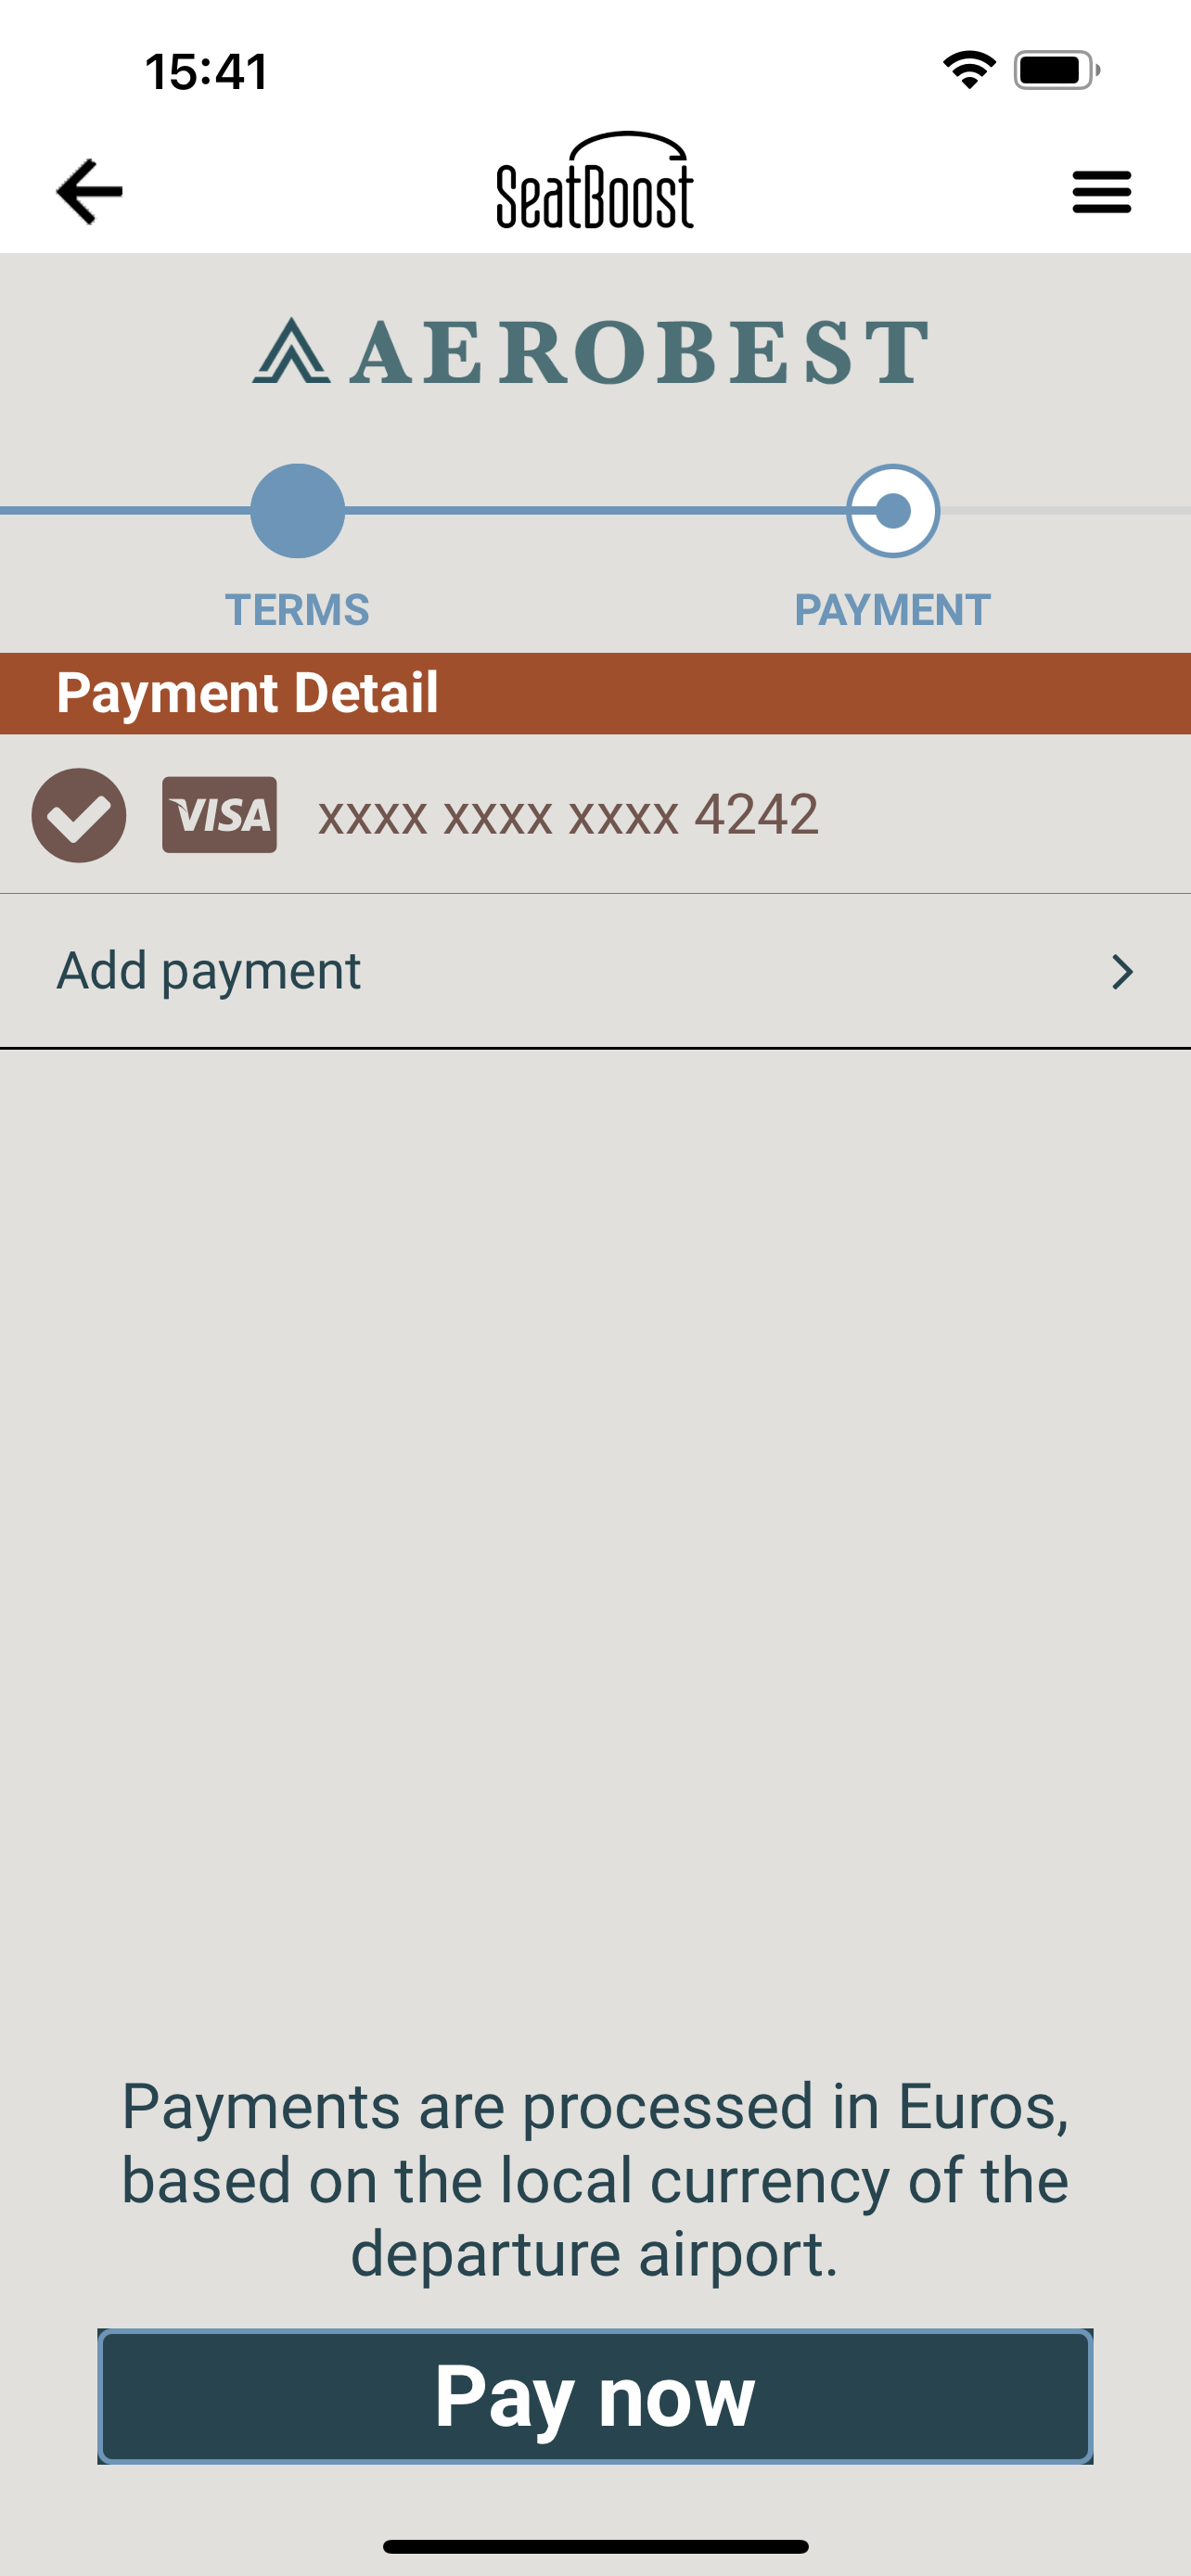 15:41
SeatBoost
AEROBEST
TERMS
PAYMENT
Payment Detail
VISA xxxx xxxx xxxx 4242
Add payment
Payments are processed in Euros,
based on the local currency of the
departure airport.
Pay now